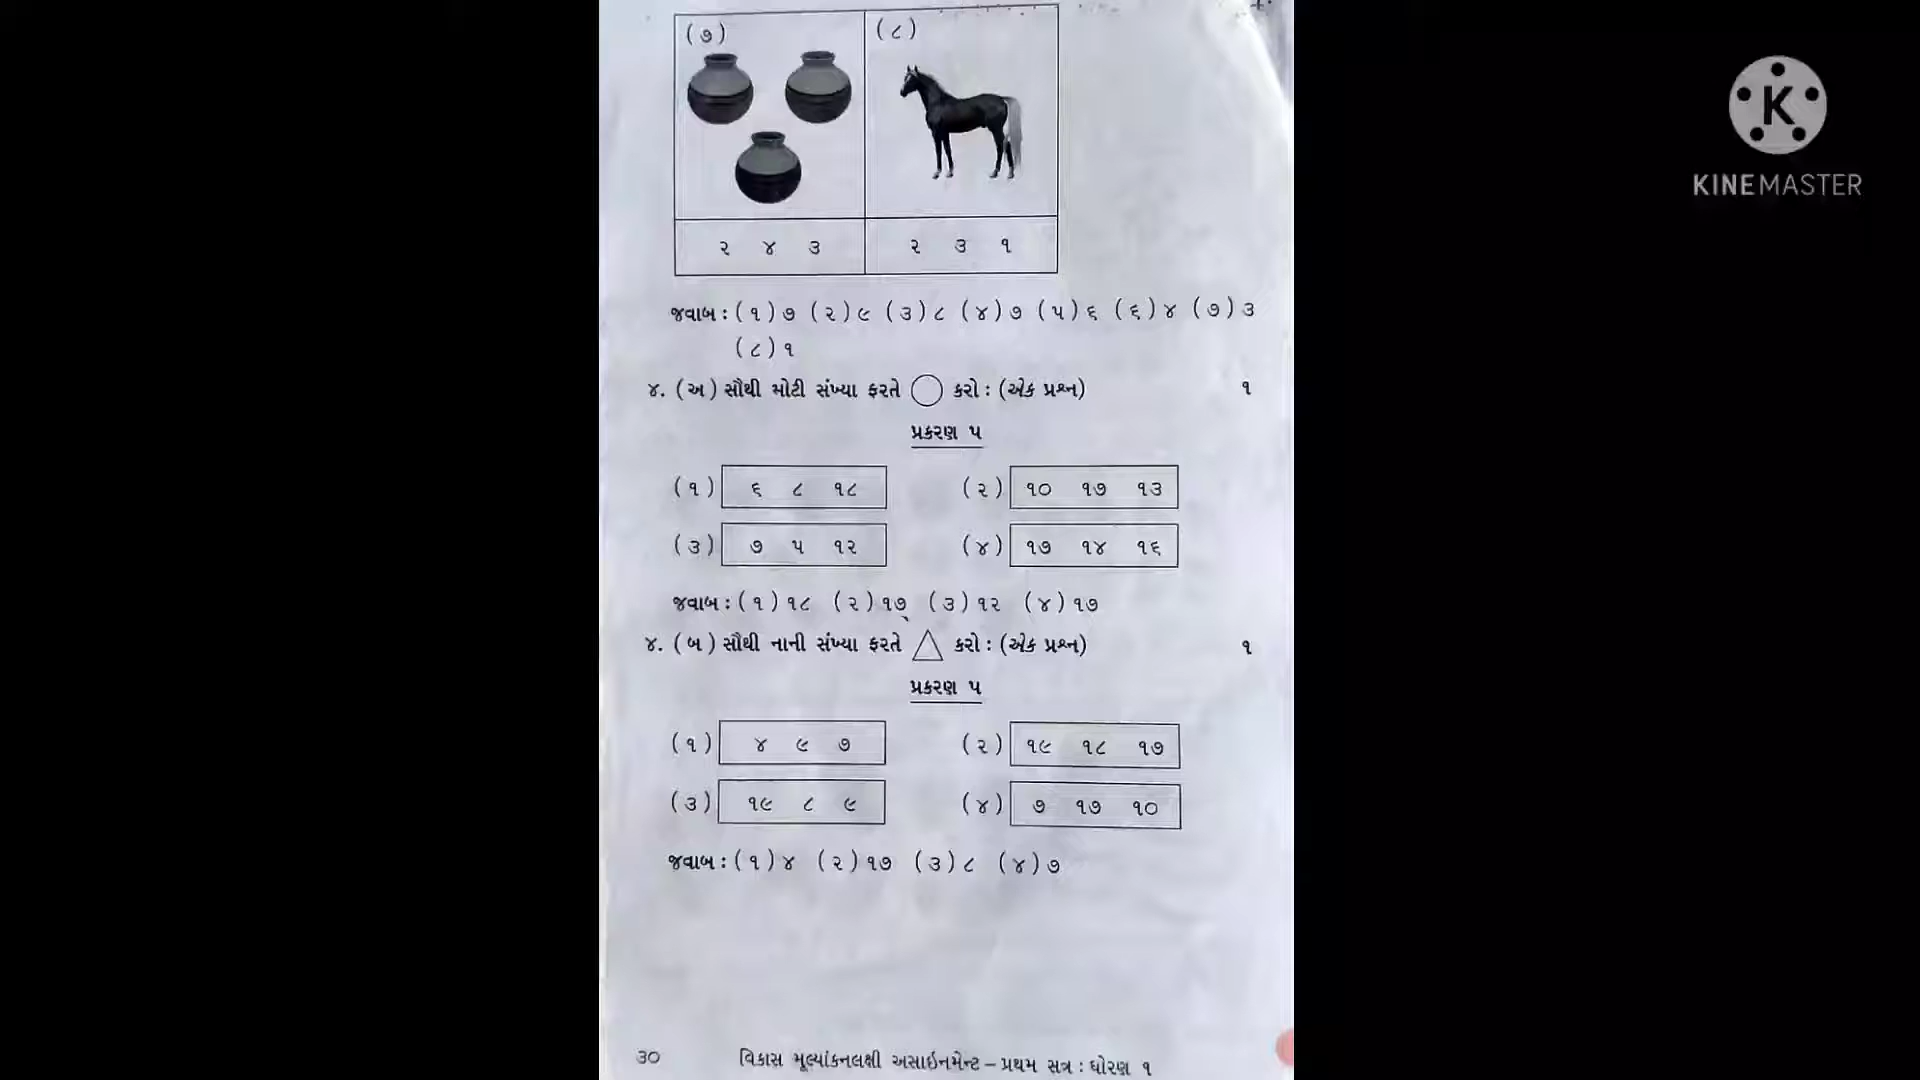 (૭) (૮)
૨ ૪ ૩ ૨ ૩ ૧
જવાબ : (૧) ૭ (૨) ૯ (૩) ૮ (૪) ૭ (૫) ૬ (૬) ૪ (૭) ૩
(૮) ૧
૪. (અ) સૌથી મોટી સંખ્યા ફરતે ◯ કરો : (એક પ્રશ્ન) ૧
પ્રકરણ ૫
(૧) ૬ ૮ ૧૮ (૨) ૧૦ ૧૭ ૧૩
(૩) ૭ ૫ ૧૨ (૪) ૧૭ ૧૪ ૧૬
જવાબ : (૧) ૧૮ (૨) ૧૭ (૩) ૧૨ (૪) ૧૭
૪. (બ) સૌથી નાની સંખ્યા ફરતે △ કરો : (એક પ્રશ્ન) ૧
પ્રકરણ ૫
(૧) ૪ ૯ ૭ (૨) ૧૯ ૧૮ ૧૭
(૩) ૧૯ ૮ ૯ (૪) ૭ ૧૭ ૧૦
જવાબ : (૧) ૪ (૨) ૧૭ (૩) ૮ (૪) ૭
30 વિકાસ મૂલ્યાંકનલક્ષી અસાઇનમેન્ટ – પ્રથમ સત્ર : ધોરણ ૧
K
KINEMASTER